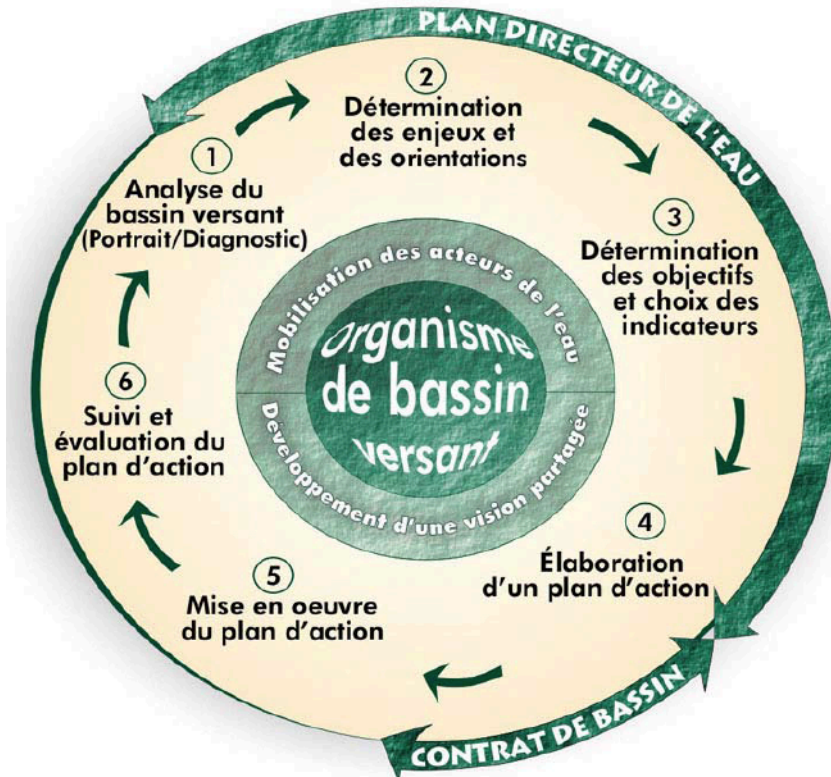 PLAN DIRECTEUR DE L'EAU
1
Analyse du
bassin versant
(Portrait/Diagnostic)
2
Détermination
des enjeux et
des orientations
3
Détermination
des objectifs
et choix des
indicateurs
4
Élaboration
d'un plan d'action
5
Mise en oeuvre
du plan d'action
6
Suivi et
évaluation du
plan d'action
Mobilisation des acteurs de l'eau
Organisme
de bassin
versant
Développement d'une vision partagée
CONTRAT DE BASSIN